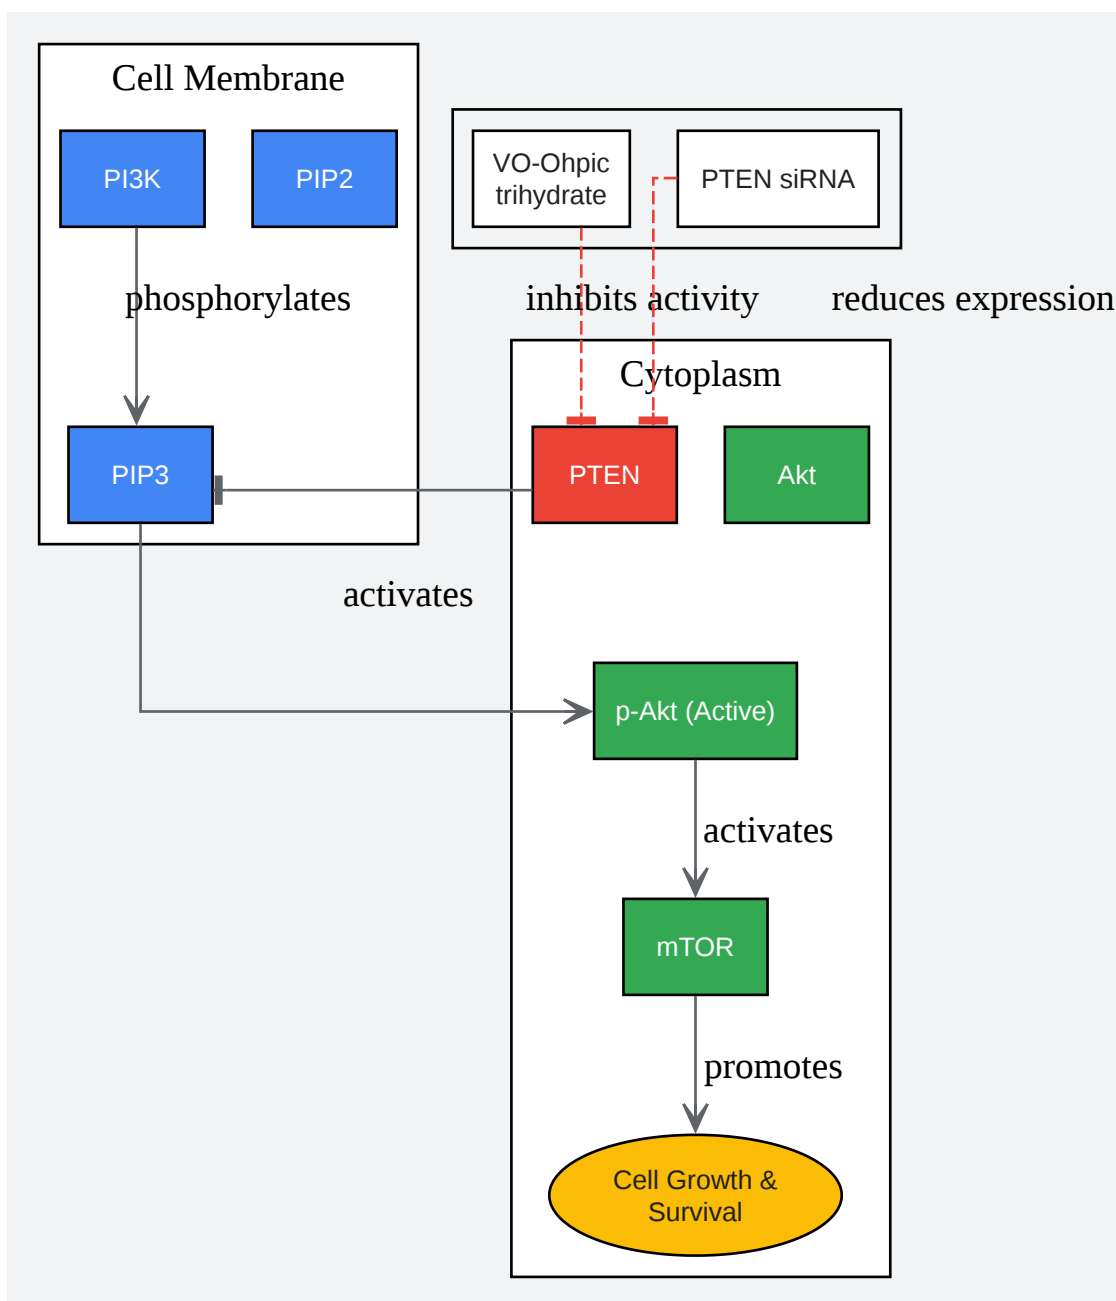 Cell Membrane
PI3K
PIP2
VO-Ohpic
trihydrate
PTEN siRNA
phosphorylates
inhibits activity
reduces expression
Cytoplasm
PIP3
PTEN
Akt
activates
p-Akt (Active)
activates
mTOR
promotes
Cell Growth &
Survival